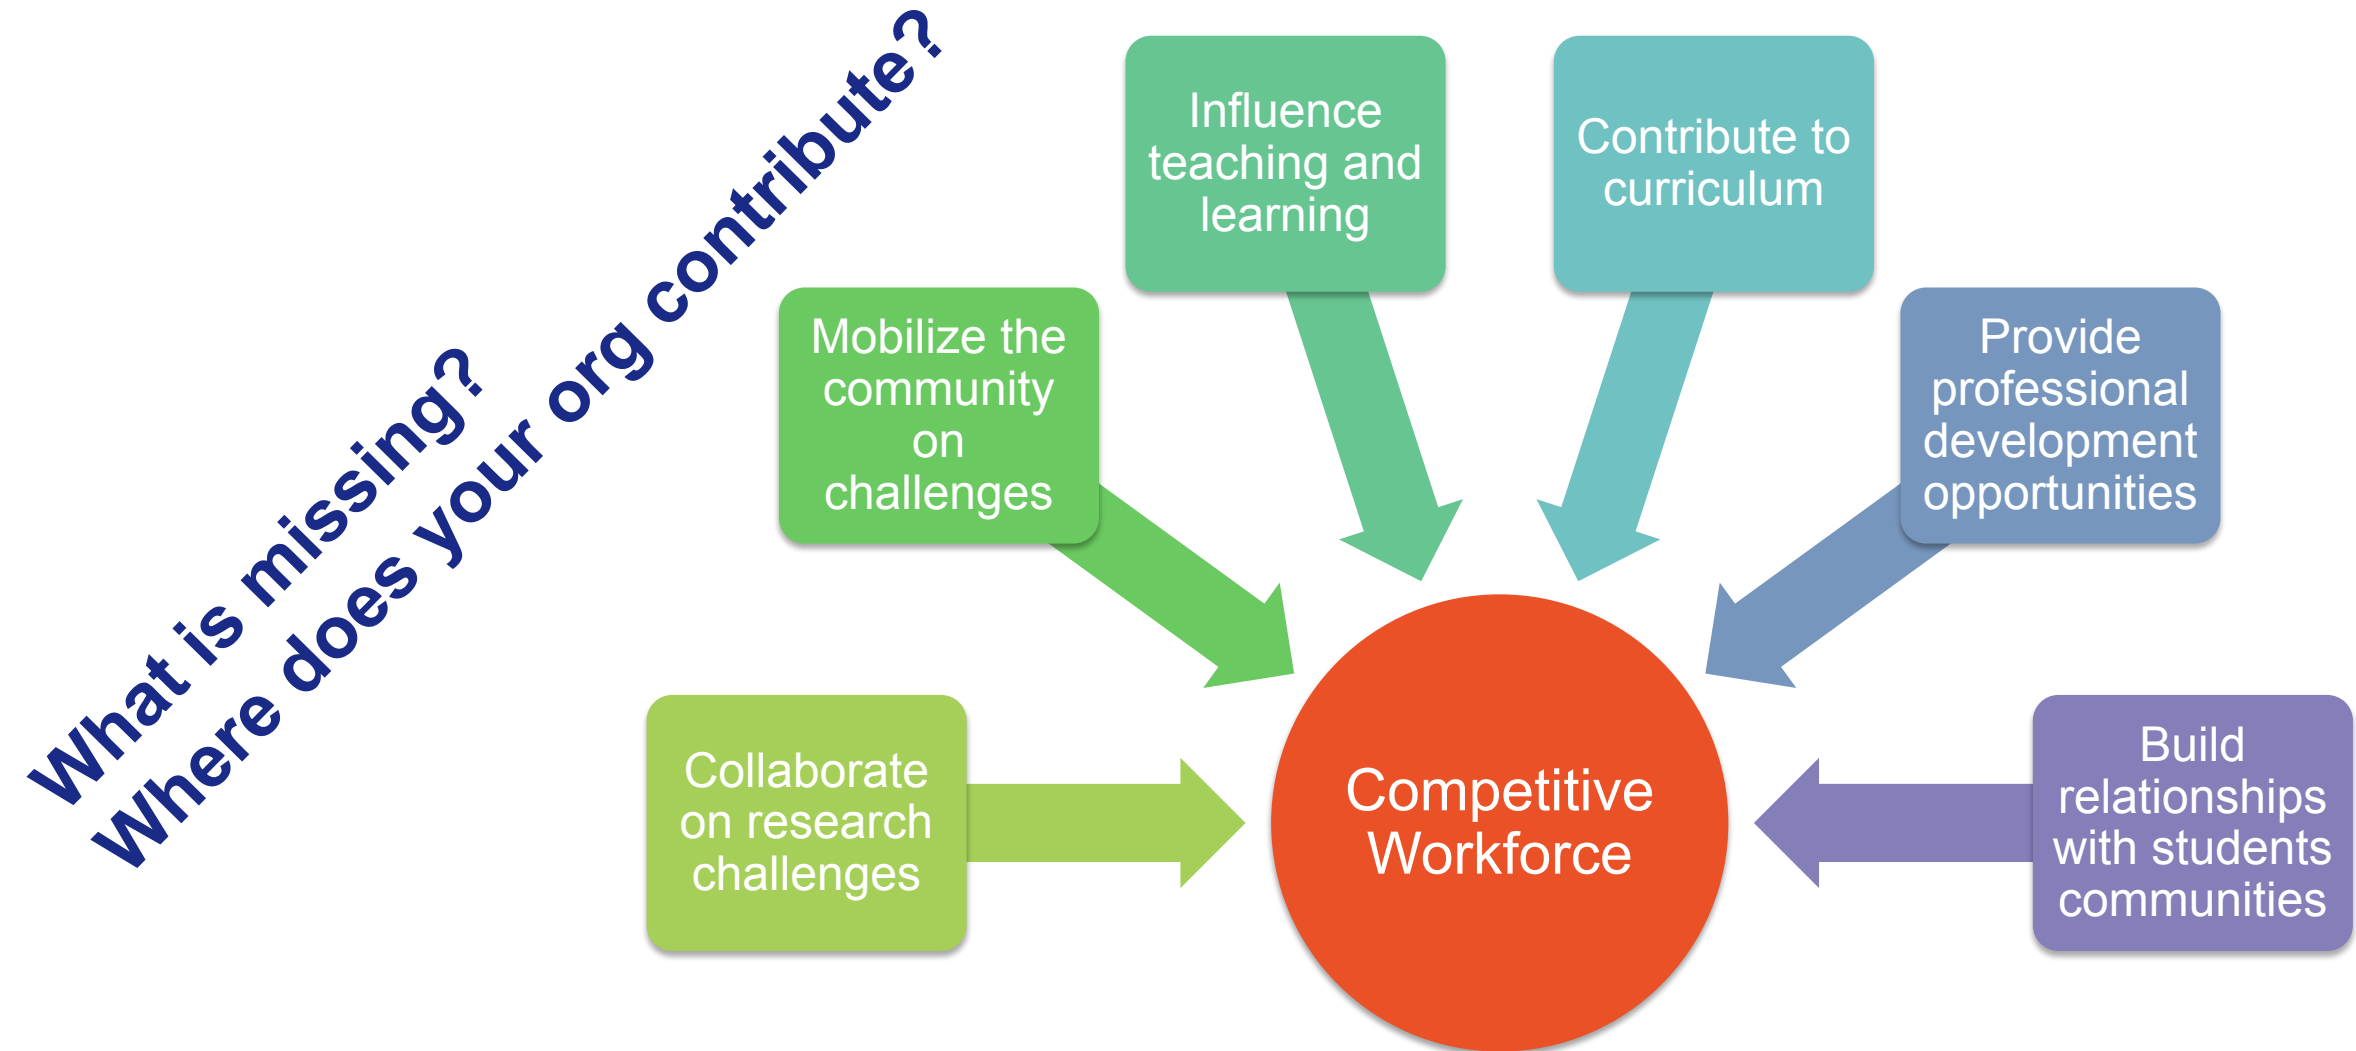 What is missing?
Where does your org contribute?
Influence
teaching and
learning
Contribute to
curriculum
Mobilize the
community
on
challenges
Provide
professional
development
opportunities
Collaborate
on research
challenges
Competitive
Workforce
Build
relationships
with students
communities